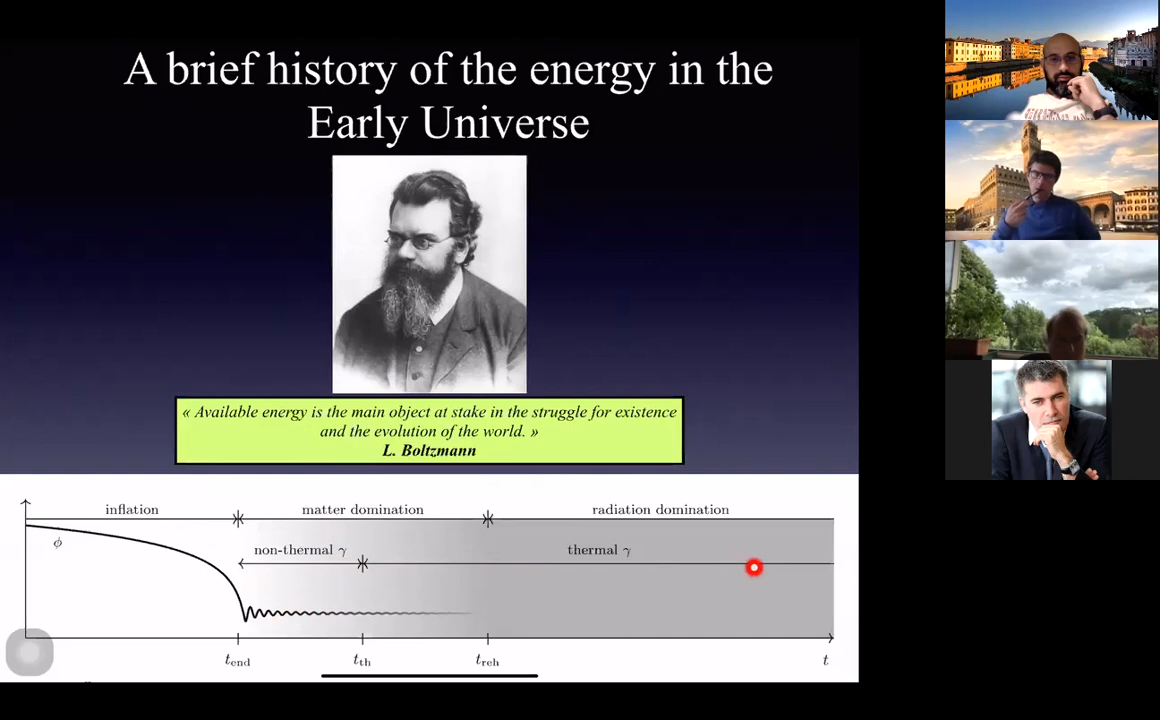 A brief history of the energy in the
Early Universe
« Available energy is the main object at stake in the struggle for existence
and the evolution of the world. »
L. Boltzmann
inflation
matter domination
radiation domination
ϕ
non-thermal γ
thermal γ
t_end
t_th
t_reh
t